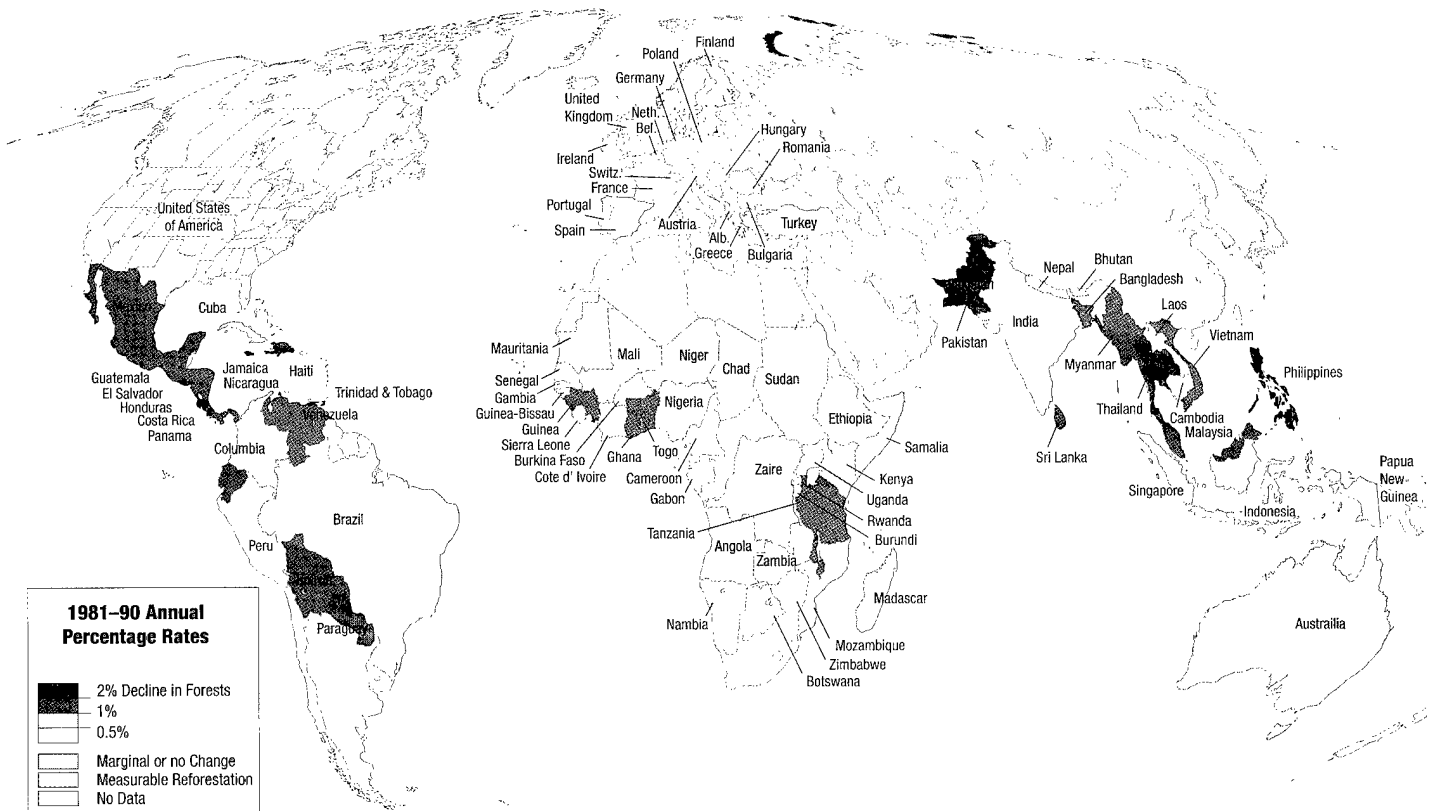 Finland
Poland
Germany
United
Kingdom
Neth.
Bel.
Hungary
Romania
Ireland
Switz.
France
Portugal
Spain
Austria
Alb.
Greece
Bulgaria
Turkey
United States
of America
Cuba
Jamaica
Nicaragua
Haiti
Guatemala
El Salvador
Honduras
Costa Rica
Panama
Trinidad & Tobago
Venezuela
Columbia
Brazil
Peru
Paraguay
Mauritania
Mali
Niger
Chad
Sudan
Senegal
Gambia
Guinea-Bissau
Guinea
Sierra Leone
Burkina Faso
Cote d' Ivoire
Ghana
Togo
Nigeria
Cameroon
Gabon
Ethiopia
Samalia
Zaire
Kenya
Uganda
Rwanda
Burundi
Tanzania
Angola
Zambia
Madascar
Nambia
Mozambique
Zimbabwe
Botswana
Pakistan
India
Nepal
Bhutan
Bangladesh
Laos
Vietnam
Myanmar
Thailand
Cambodia
Malaysia
Philippines
Sri Lanka
Singapore
Indonesia
Papua
New
Guinea
Austrailia
1981–90 Annual
Percentage Rates
2% Decline in Forests
1%
0.5%
Marginal or no Change
Measurable Reforestation
No Data